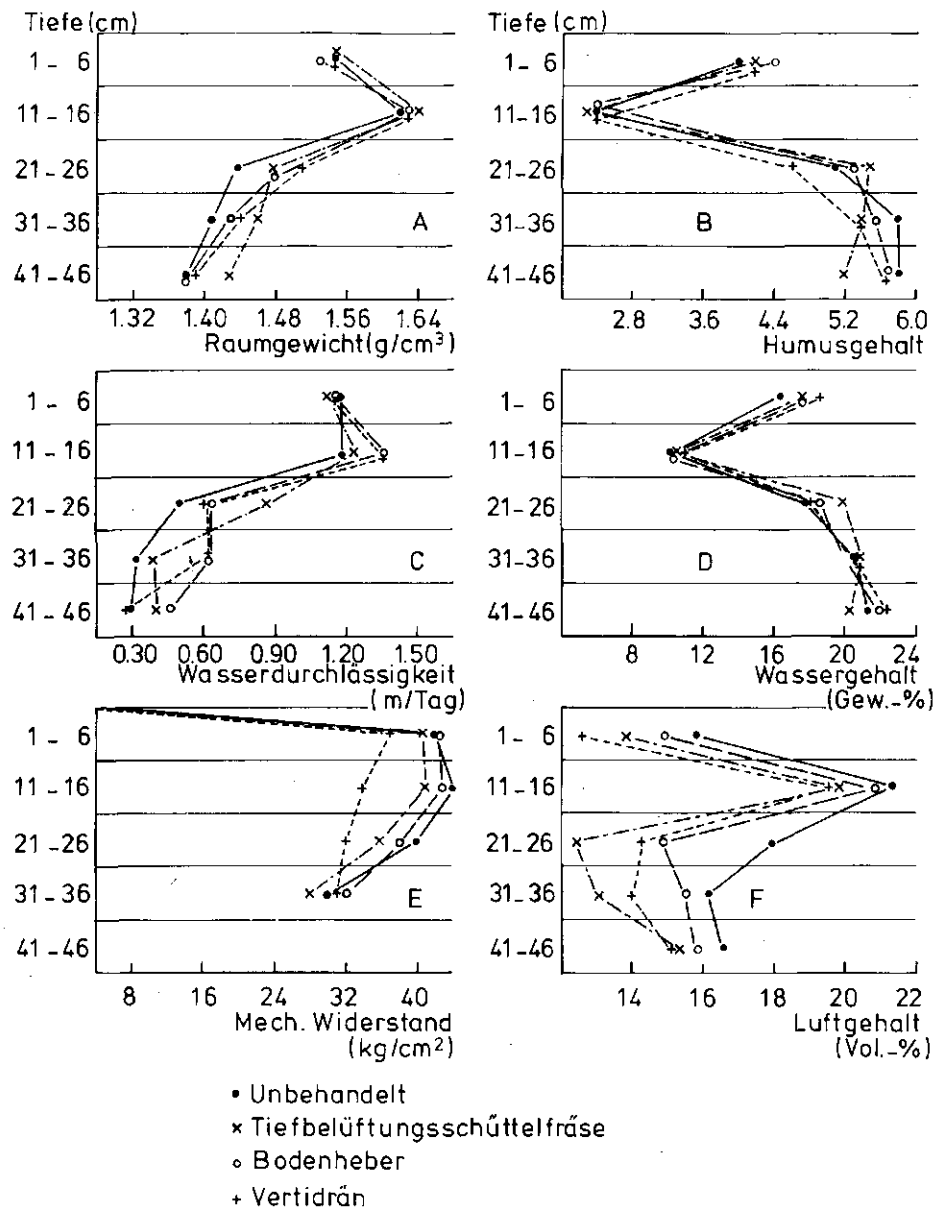 Tiefe(cm)
1 - 6
11 - 16
21 - 26
31 - 36
41 - 46
A
1.32 1.40 1.48 1.56 1.64
Raumgewicht(g/cm³)
Tiefe (cm)
1 - 6
11 - 16
21 - 26
31 - 36
41 - 46
B
2.8 3.6 4.4 5.2 6.0
Humusgehalt
1 - 6
11 - 16
21 - 26
31 - 36
41 - 46
C
0.30 0.60 0.90 1.20 1.50
Wasserdurchlässigkeit
(m/Tag)
1 - 6
11 - 16
21 - 26
31 - 36
41 - 46
D
8 12 16 20 24
Wassergehalt
(Gew.-%)
1 - 6
11 - 16
21 - 26
31 - 36
41 - 46
E
8 16 24 32 40
Mech. Widerstand
(kg/cm²)
1 - 6
11 - 16
21 - 26
31 - 36
41 - 46
F
14 16 18 20 22
Luftgehalt
(Vol.-%)
• Unbehandelt
x Tiefbelüftungsschüttelfräse
o Bodenheber
+ Vertidrän